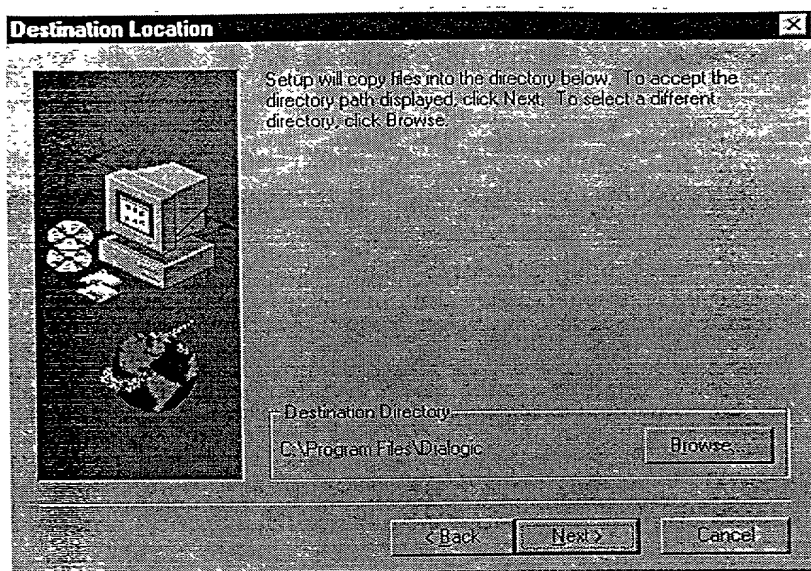 Destination Location
Setup will copy files into the directory below. To accept the
directory path displayed, click Next. To select a different
directory, click Browse.
Destination Directory
C:\Program Files\Dialogic
Browse...
< Back
Next >
Cancel